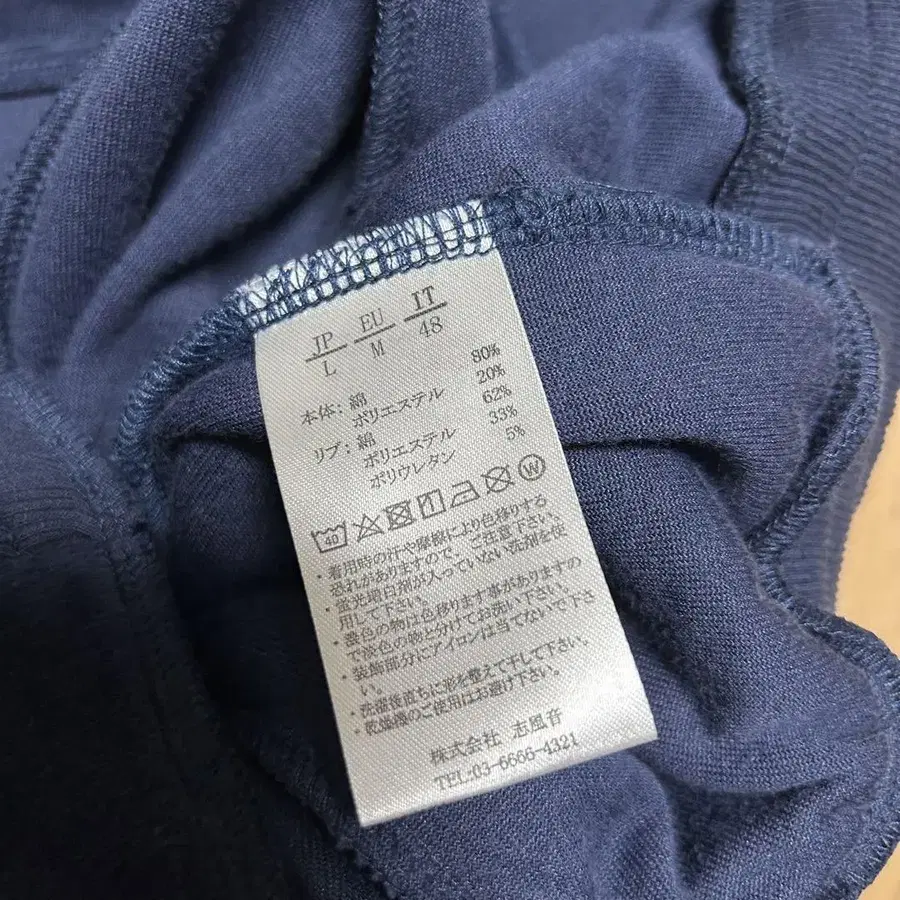 JP EU IT
L M 48
本体: 綿 80%
ポリエステル 20%
リブ: 綿 62%
ポリエステル 33%
ポリウレタン 5%
40 W
・着用時の汗や摩擦により色移りする
恐れがありますので、ご注意下さい。
・蛍光増白剤が入っていない洗剤を使
用して下さい。
・濃色の物は色移ります事がありますの
で淡色の物と分けてお洗い下さい。
・装飾部分にアイロンは当てないで下さ
い。
・洗濯後直ちに形を整えて干して下さい。
・乾燥機のご使用はお避け下さい。
株式会社 志風音
TEL:03-6666-4321